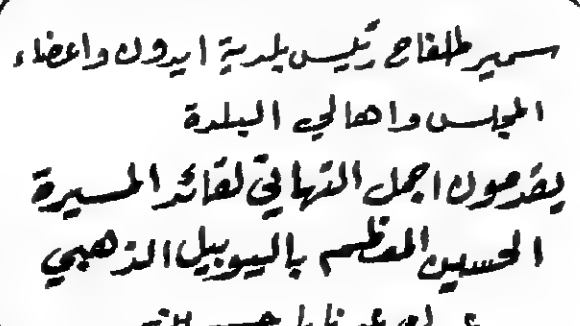 سمير طلفاح رئيس بلدية ايدون واعضاء
المجلس واهالي البلدة
يقدمون اجمل التهاني لقائد المسيرة
الحسين المعظم باليوبيل الذهبي